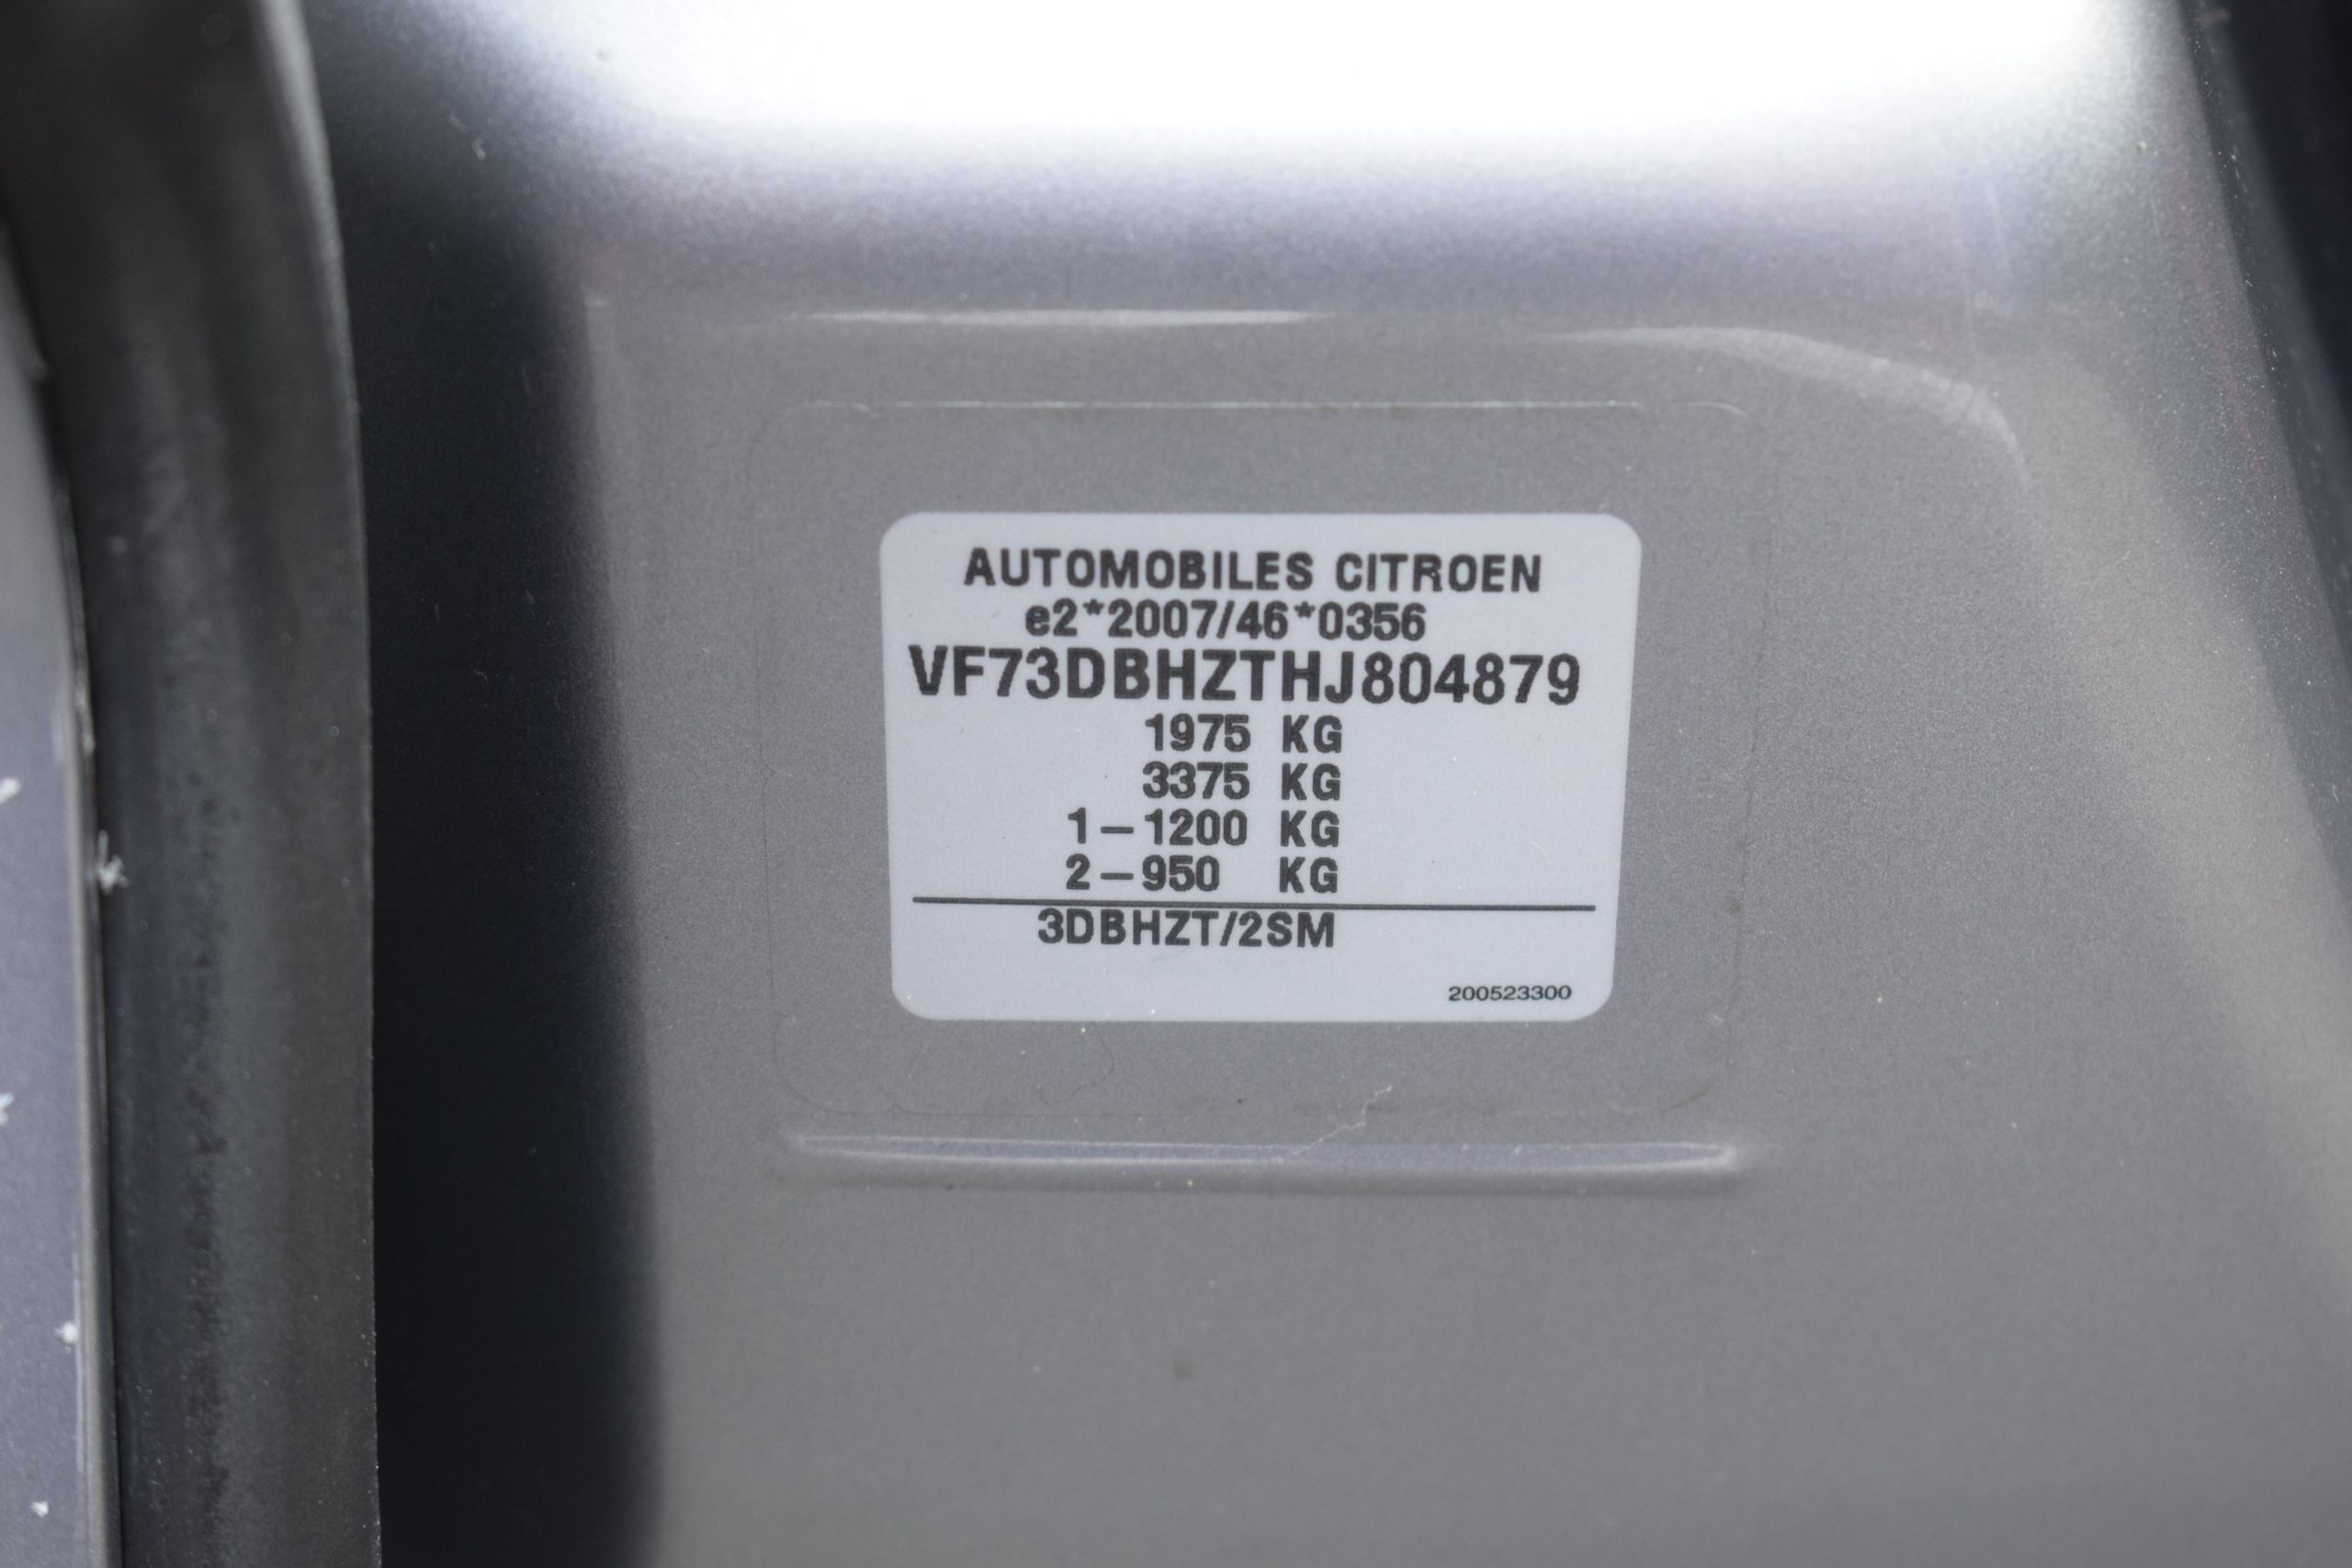 AUTOMOBILES CITROEN
e2*2007/46*0356
VF73DBHZTHJ804879
1975 KG
3375 KG
1-1200 KG
2-950 KG
3DBHZT/2SM
200523300